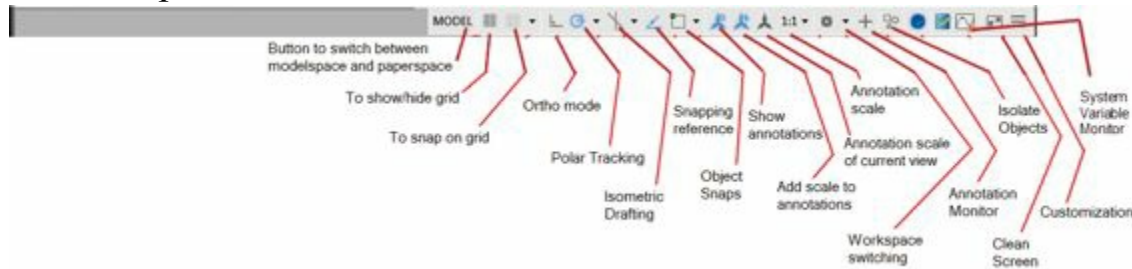 MODEL
1:1
Button to switch between
modelspace and paperspace
To show/hide grid
To snap on grid
Ortho mode
Polar Tracking
Isometric
Drafting
Snapping
reference
Object
Snaps
Show
annotations
Add scale to
annotations
Annotation
scale
Annotation scale
of current view
Workspace
switching
Annotation
Monitor
Isolate
Objects
Clean
Screen
Customization
System
Variable
Monitor